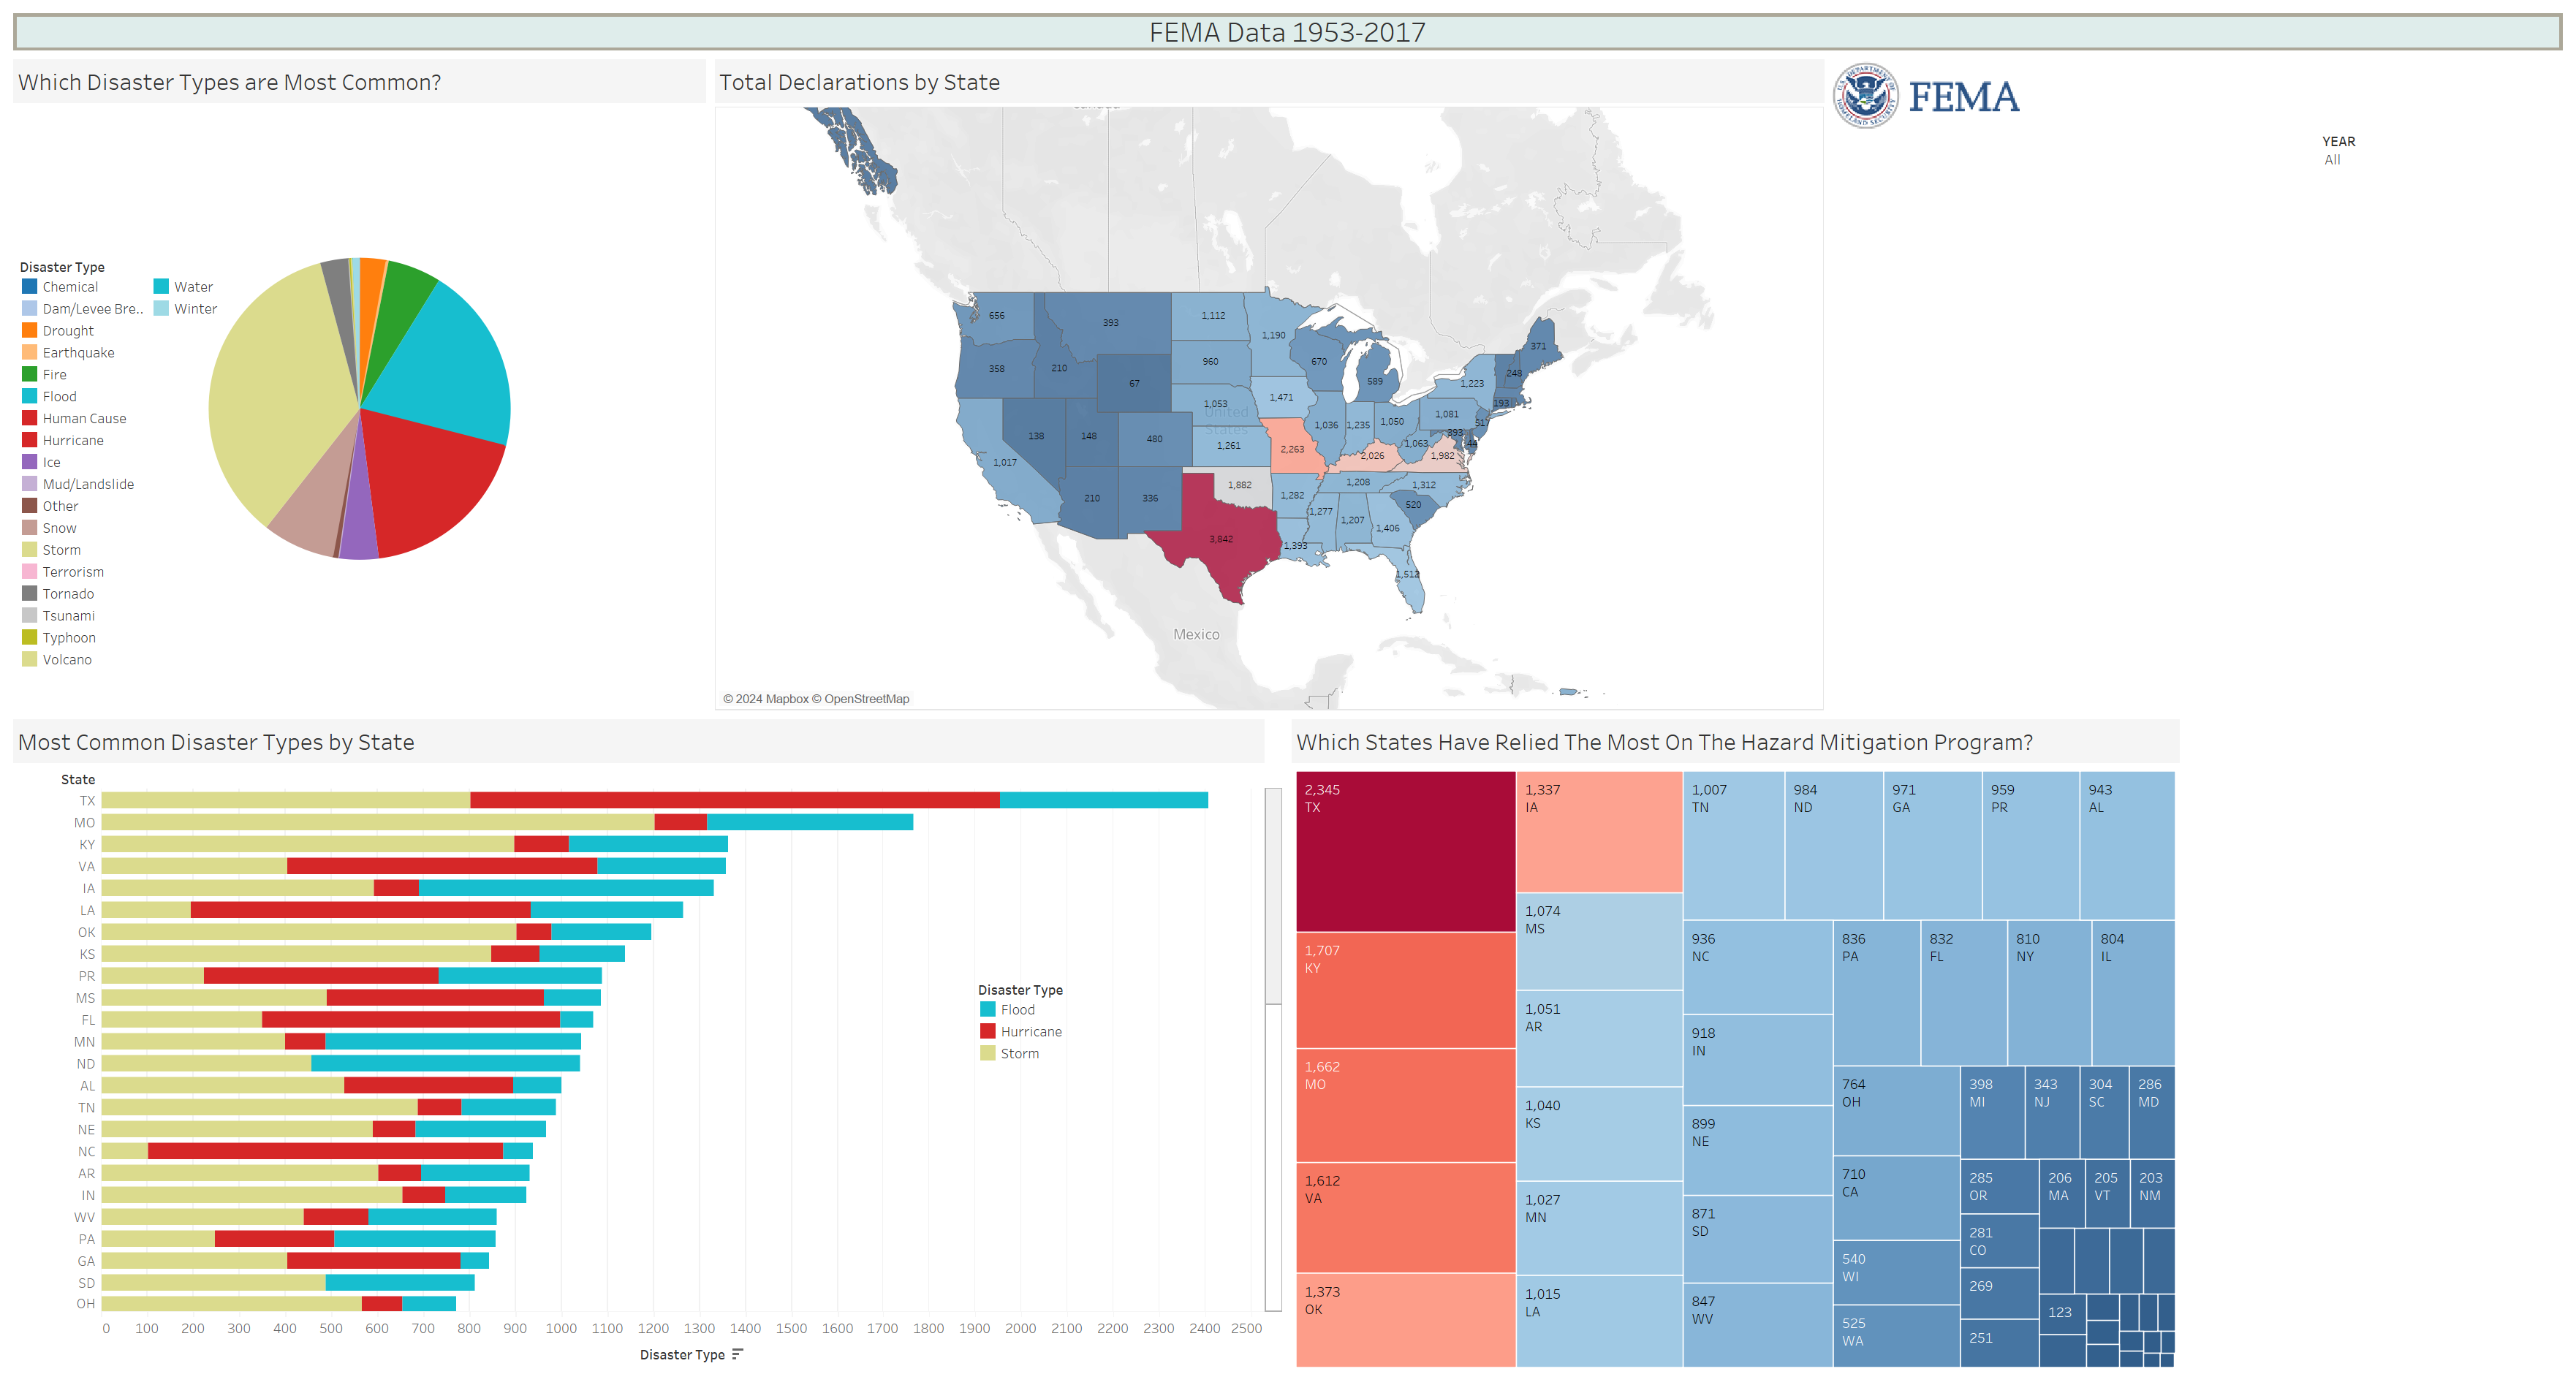 FEMA Data 1953-2017
Which Disaster Types are Most Common?
Total Declarations by State
FEMA
YEAR
All
Disaster Type
Chemical
Dam/Levee Bre..
Drought
Earthquake
Fire
Flood
Human Cause
Hurricane
Ice
Mud/Landslide
Other
Snow
Storm
Terrorism
Tornado
Tsunami
Typhoon
Volcano
Water
Winter
656
393
1,112
1,190
371
358
210
67
960
670
589
1,223
248
1,053
1,471
193
138
148
480
United States
1,261
1,036
1,235
1,050
1,081
517
393
44
1,063
1,017
2,263
2,026
1,982
210
336
1,882
1,282
1,208
1,312
520
1,277
1,207
1,406
3,842
1,393
1,512
Mexico
© 2024 Mapbox © OpenStreetMap
Most Common Disaster Types by State
State
TX
MO
KY
VA
IA
LA
OK
KS
PR
MS
FL
MN
ND
AL
TN
NE
NC
AR
IN
WV
PA
GA
SD
OH
0 100 200 300 400 500 600 700 800 900 1000 1100 1200 1300 1400 1500 1600 1700 1800 1900 2000 2100 2200 2300 2400 2500
Disaster Type
Disaster Type
Flood
Hurricane
Storm
Which States Have Relied The Most On The Hazard Mitigation Program?
2,345
TX
1,707
KY
1,662
MO
1,612
VA
1,373
OK
1,337
IA
1,074
MS
1,051
AR
1,040
KS
1,027
MN
1,015
LA
1,007
TN
984
ND
971
GA
959
PR
943
AL
936
NC
918
IN
899
NE
871
SD
847
WV
836
PA
832
FL
810
NY
804
IL
764
OH
710
CA
540
WI
525
WA
398
MI
343
NJ
304
SC
286
MD
285
OR
281
CO
269
251
206
MA
205
VT
203
NM
123